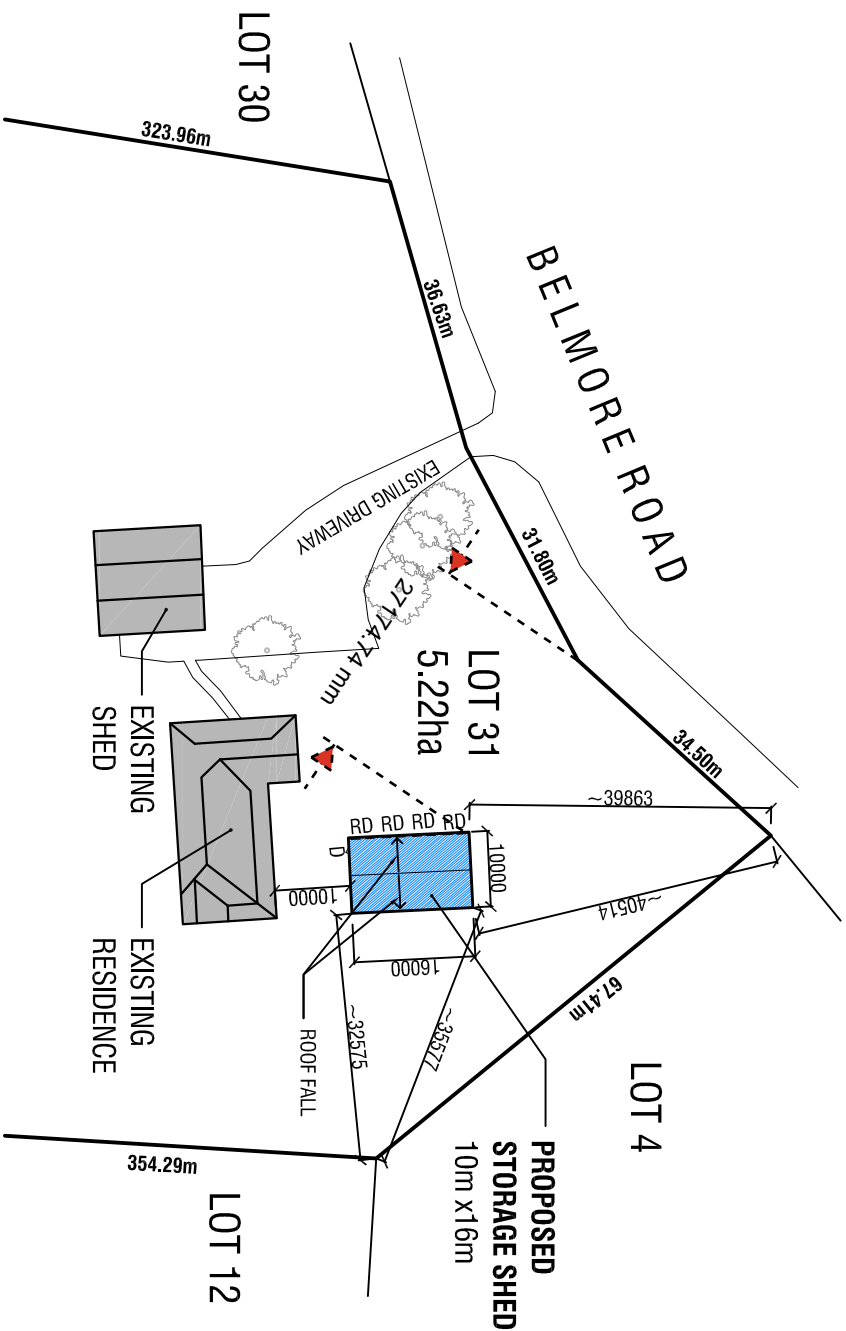 LOT 30
323.96m
36.63m
BELMORE ROAD
EXISTING DRIVEWAY
31.80m
27174.74 mm
LOT 31
5.22ha
34.50m
~39863
~40514
RD RD RD RD
D
10000
10000
16000
~35577
~32575
67.41m
EXISTING
SHED
EXISTING
RESIDENCE
ROOF FALL
PROPOSED
STORAGE SHED
10m x16m
LOT 4
354.29m
LOT 12